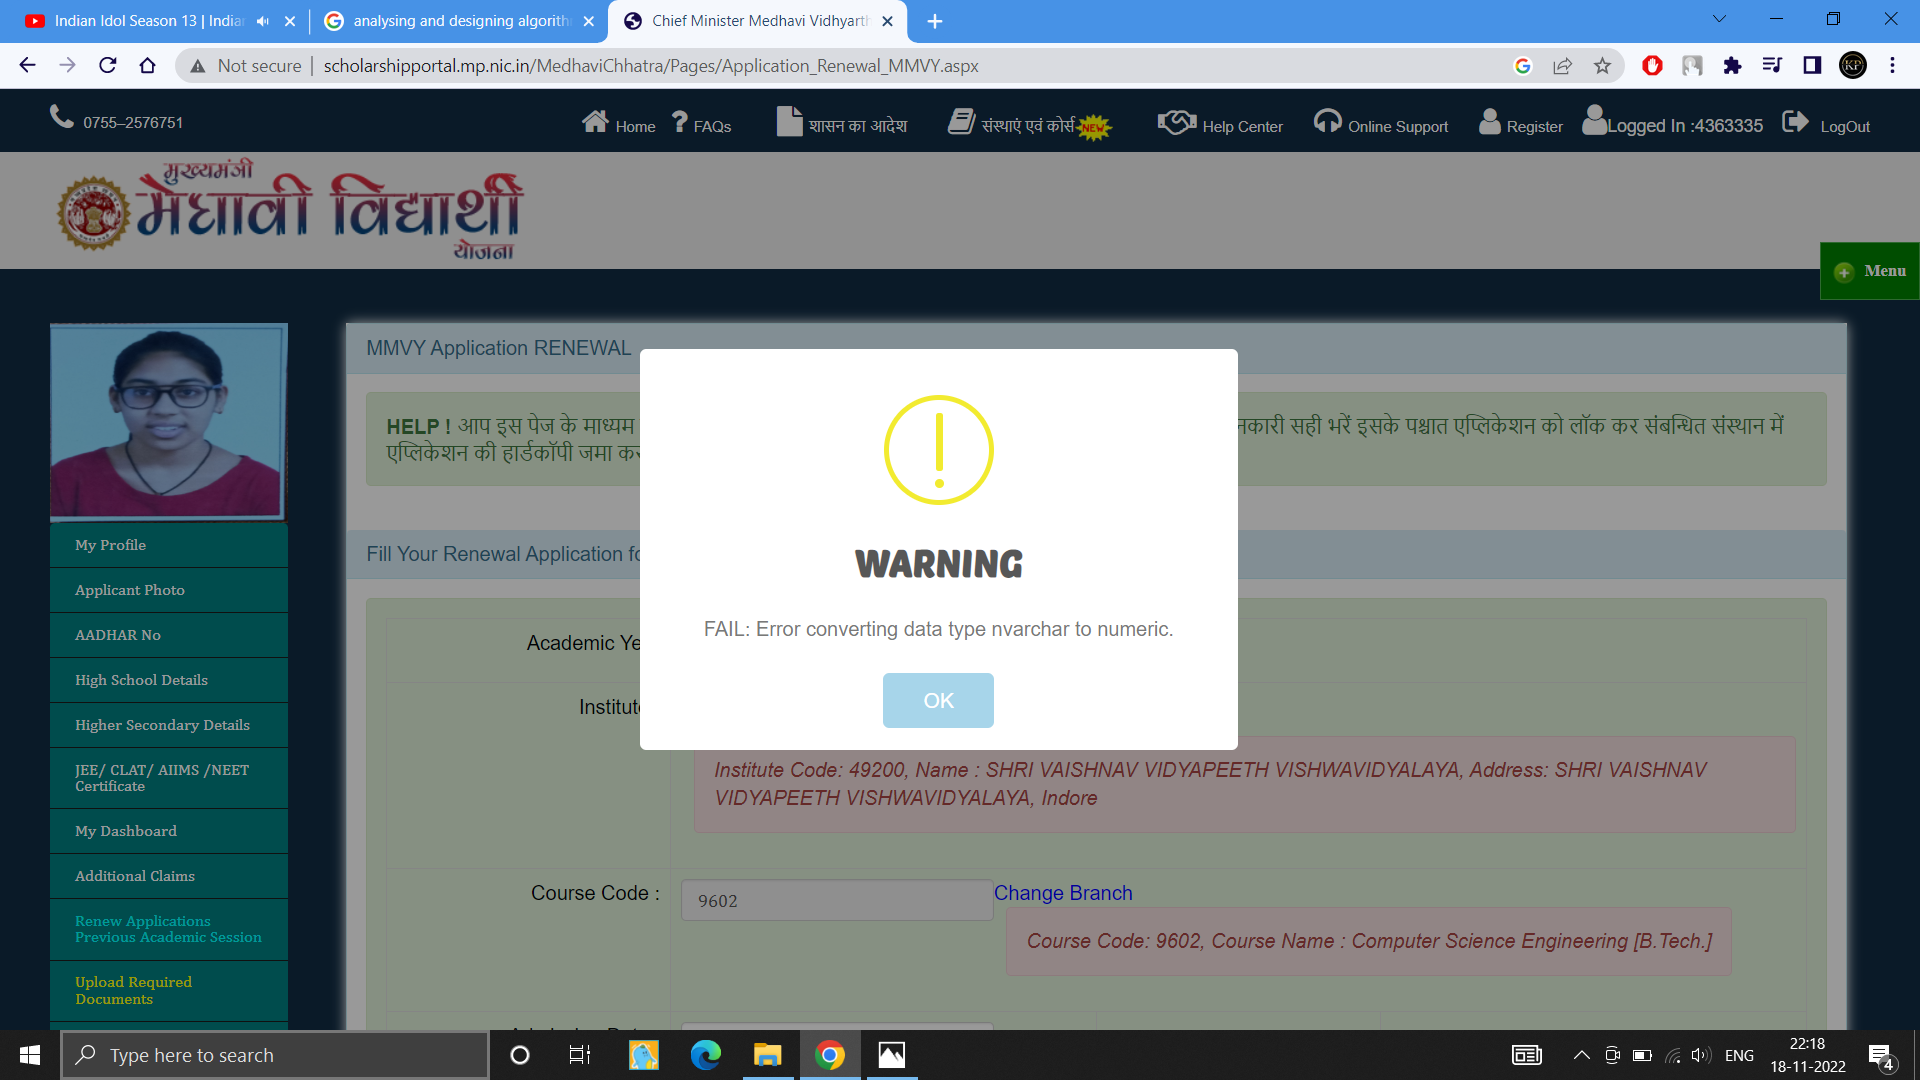 Indian Idol Season 13 | India
analysing and designing algorith
Chief Minister Medhavi Vidhyarth
Not secure | scholarshipportal.mp.nic.in/MedhaviChhatra/Pages/Application_Renewal_MMVY.aspx
KP
0755–2576751
Home
? FAQs
शासन का आदेश
संस्थाएं एवं कोर्स NEW
Help Center
Online Support
Register
Logged In :4363335
LogOut
मुख्यमंत्री
मेधावी विद्यार्थी
योजना
Menu
MMVY Application RENEWAL
HELP ! आप इस पेज के माध्यम
नकारी सही भरें इसके पश्चात एप्लिकेशन को लॉक कर संबन्धित संस्थान में
एप्लिकेशन की हार्डकॉपी जमा कर
Fill Your Renewal Application fo
WARNING
FAIL: Error converting data type nvarchar to numeric.
OK
My Profile
Applicant Photo
AADHAR No
High School Details
Higher Secondary Details
JEE/ CLAT/ AIIMS /NEET
Certificate
My Dashboard
Additional Claims
Renew Applications
Previous Academic Session
Upload Required
Documents
Academic Ye
Institut
Institute Code: 49200, Name : SHRI VAISHNAV VIDYAPEETH VISHWAVIDYALAYA, Address: SHRI VAISHNAV
VIDYAPEETH VISHWAVIDYALAYA, Indore
Course Code :
9602
Change Branch
Course Code: 9602, Course Name : Computer Science Engineering [B.Tech.]
Type here to search
ENG
22:18
18-11-2022
4